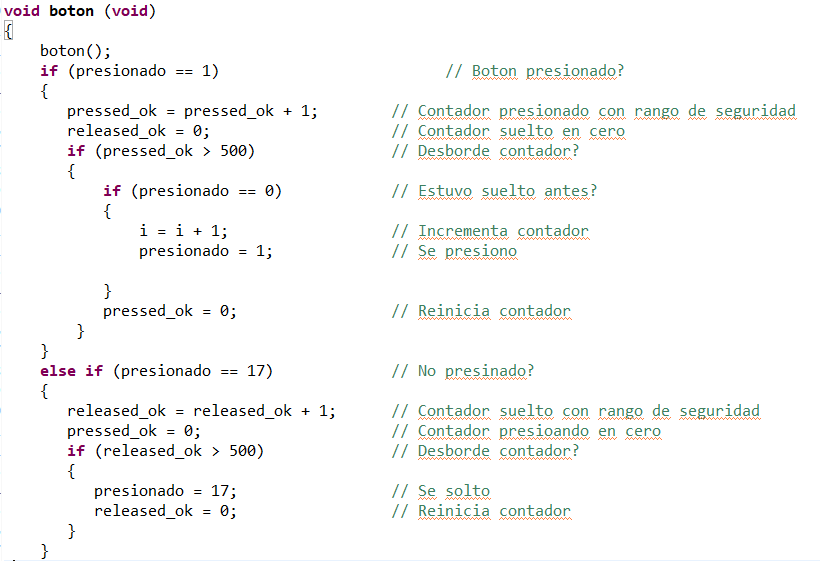 void boton (void)
{
    boton();
    if (presionado == 1)                         // Boton presionado?
    {
       pressed_ok = pressed_ok + 1;        // Contador presionado con rango de seguridad
       released_ok = 0;                    // Contador suelto en cero
       if (pressed_ok > 500)               // Desborde contador?
       {
           if (presionado == 0)            // Estuvo suelto antes?
           {
               i = i + 1;                  // Incrementa contador
               presionado = 1;             // Se presiono
           }
           pressed_ok = 0;                 // Reinicia contador
        }
    }
    else if (presionado == 17)             // No presinado?
    {
       released_ok = released_ok + 1;      // Contador suelto con rango de seguridad
       pressed_ok = 0;                     // Contador presioando en cero
       if (released_ok > 500)              // Desborde contador?
       {
          presionado = 17;                 // Se solto
          released_ok = 0;                 // Reinicia contador
       }
    }